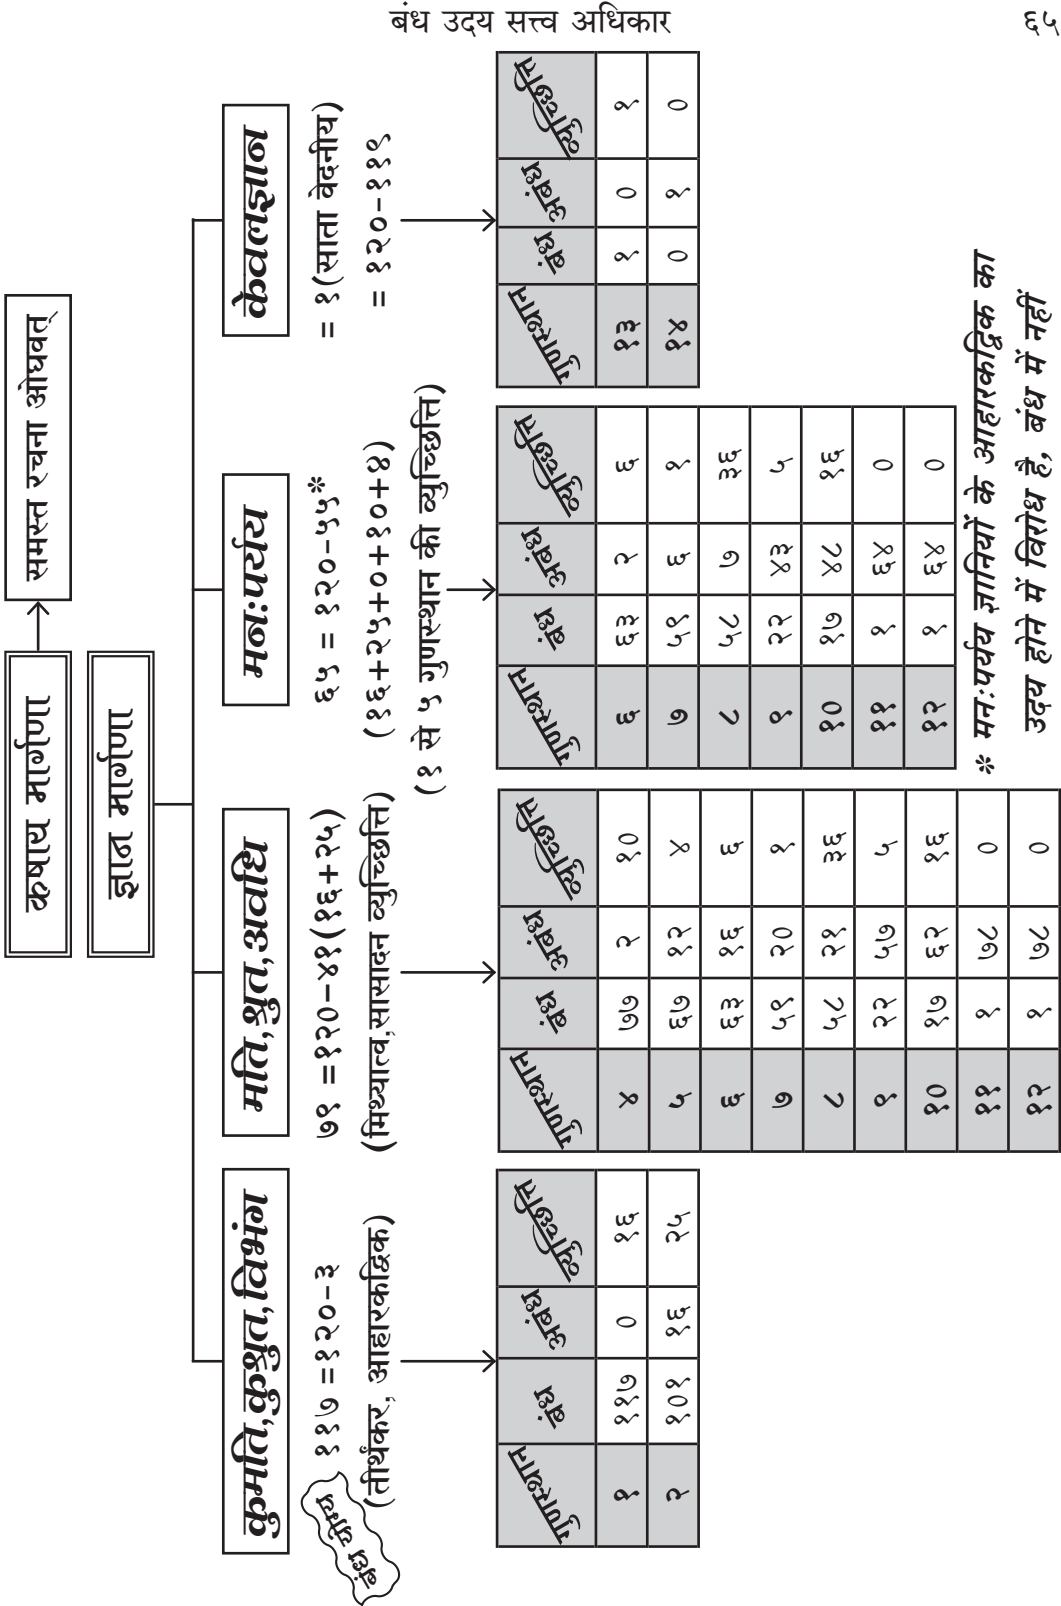 बंध उदय सत्त्व अधिकार ६५
कषाय मार्गणा
समस्त रचना ओघवत्
ज्ञान मार्गणा
कुमति,कुश्रुत,विभंग
बंध योग्य
११७ =१२०-३
(तीर्थंकर, आहारकद्विक)
गुणस्थान बंध अबंध व्युच्छित्ति
१ ११७ ० १६
२ १०१ १६ २५
मति,श्रुत,अवधि
७९ =१२०-४१(१६+२५)
(मिथ्यात्व,सासादन व्युच्छित्ति)
गुणस्थान बंध अबंध व्युच्छित्ति
४ ७७ २ १०
५ ६७ १२ ४
६ ६३ १६ ६
७ ५९ २० १
८ ५८ २१ ३६
९ २२ ५७ ५
१० १७ ६२ १६
११ १ ७८ ०
१२ १ ७८ ०
मनःपर्यय
६५ = १२०-५५*
(१६+२५+०+१०+४)
(१ से ५ गुणस्थान की व्युच्छित्ति)
गुणस्थान बंध अबंध व्युच्छित्ति
६ ६३ २ ६
७ ५९ ६ १
८ ५८ ७ ३६
९ २२ ४३ ५
१० १७ ४८ १६
११ १ ६४ ०
१२ १ ६४ ०
* मनःपर्यय ज्ञानियों के आहारकद्विक का
उदय होने में विरोध है, बंध में नहीं
केवलज्ञान
= १(साता वेदनीय)
= १२०-११९
गुणस्थान बंध अबंध व्युच्छित्ति
१३ १ ० १
१४ ० १ ०